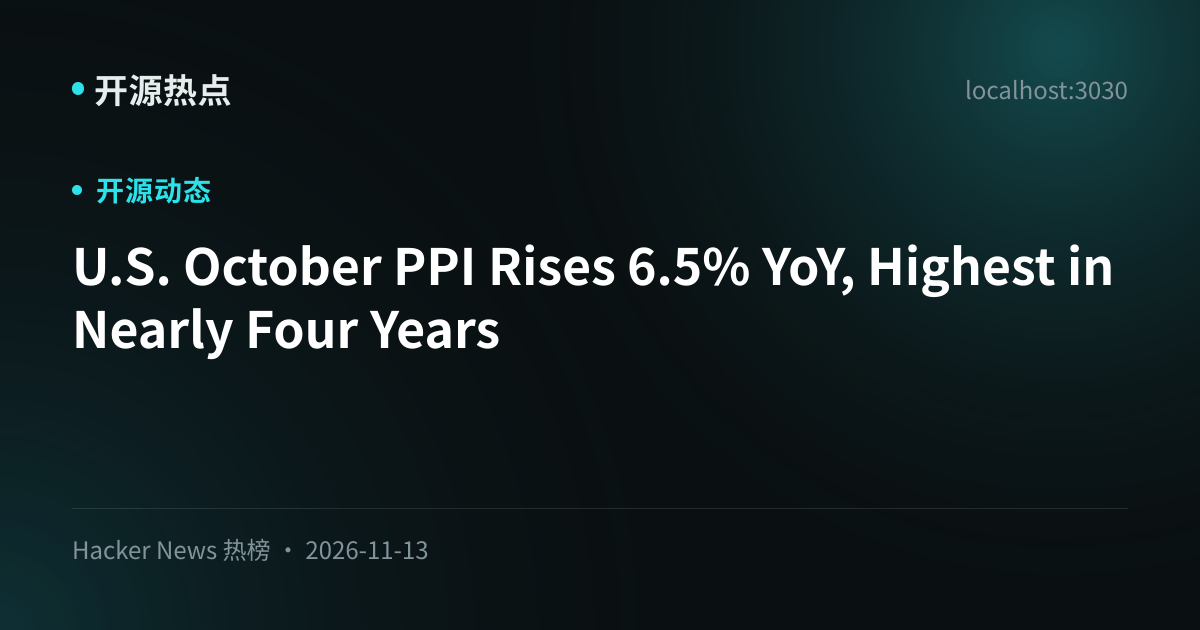 开源热点
localhost:3030
开源动态
U.S. October PPI Rises 6.5% YoY, Highest in
Nearly Four Years
Hacker News 热榜 · 2026-11-13